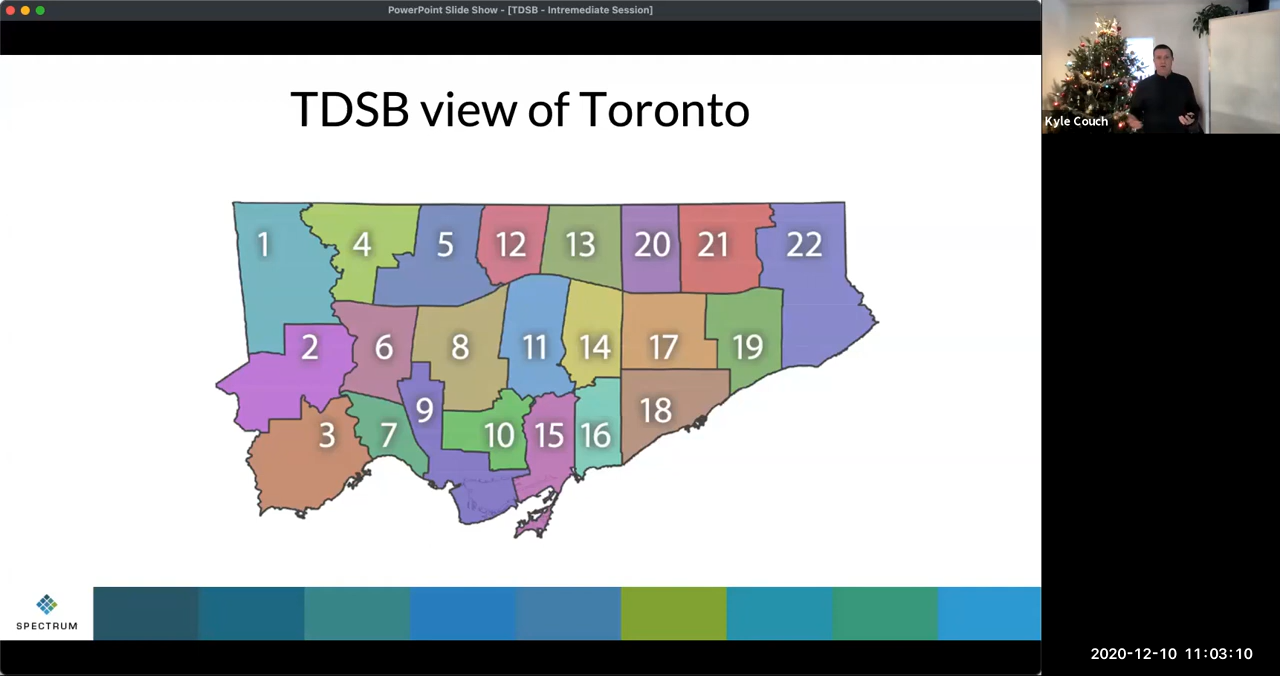 PowerPoint Slide Show - [TDSB - Intremediate Session]
TDSB view of Toronto
Kyle Couch
1 4 5 12 13 20 21 22
2 6 8 11 14 17 19
3 7 9 10 15 16 18
SPECTRUM
2020-12-10 11:03:10